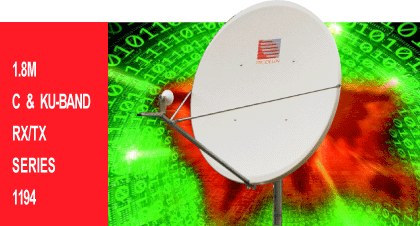 1.8M
C & KU-BAND
RX/TX
SERIES
1194